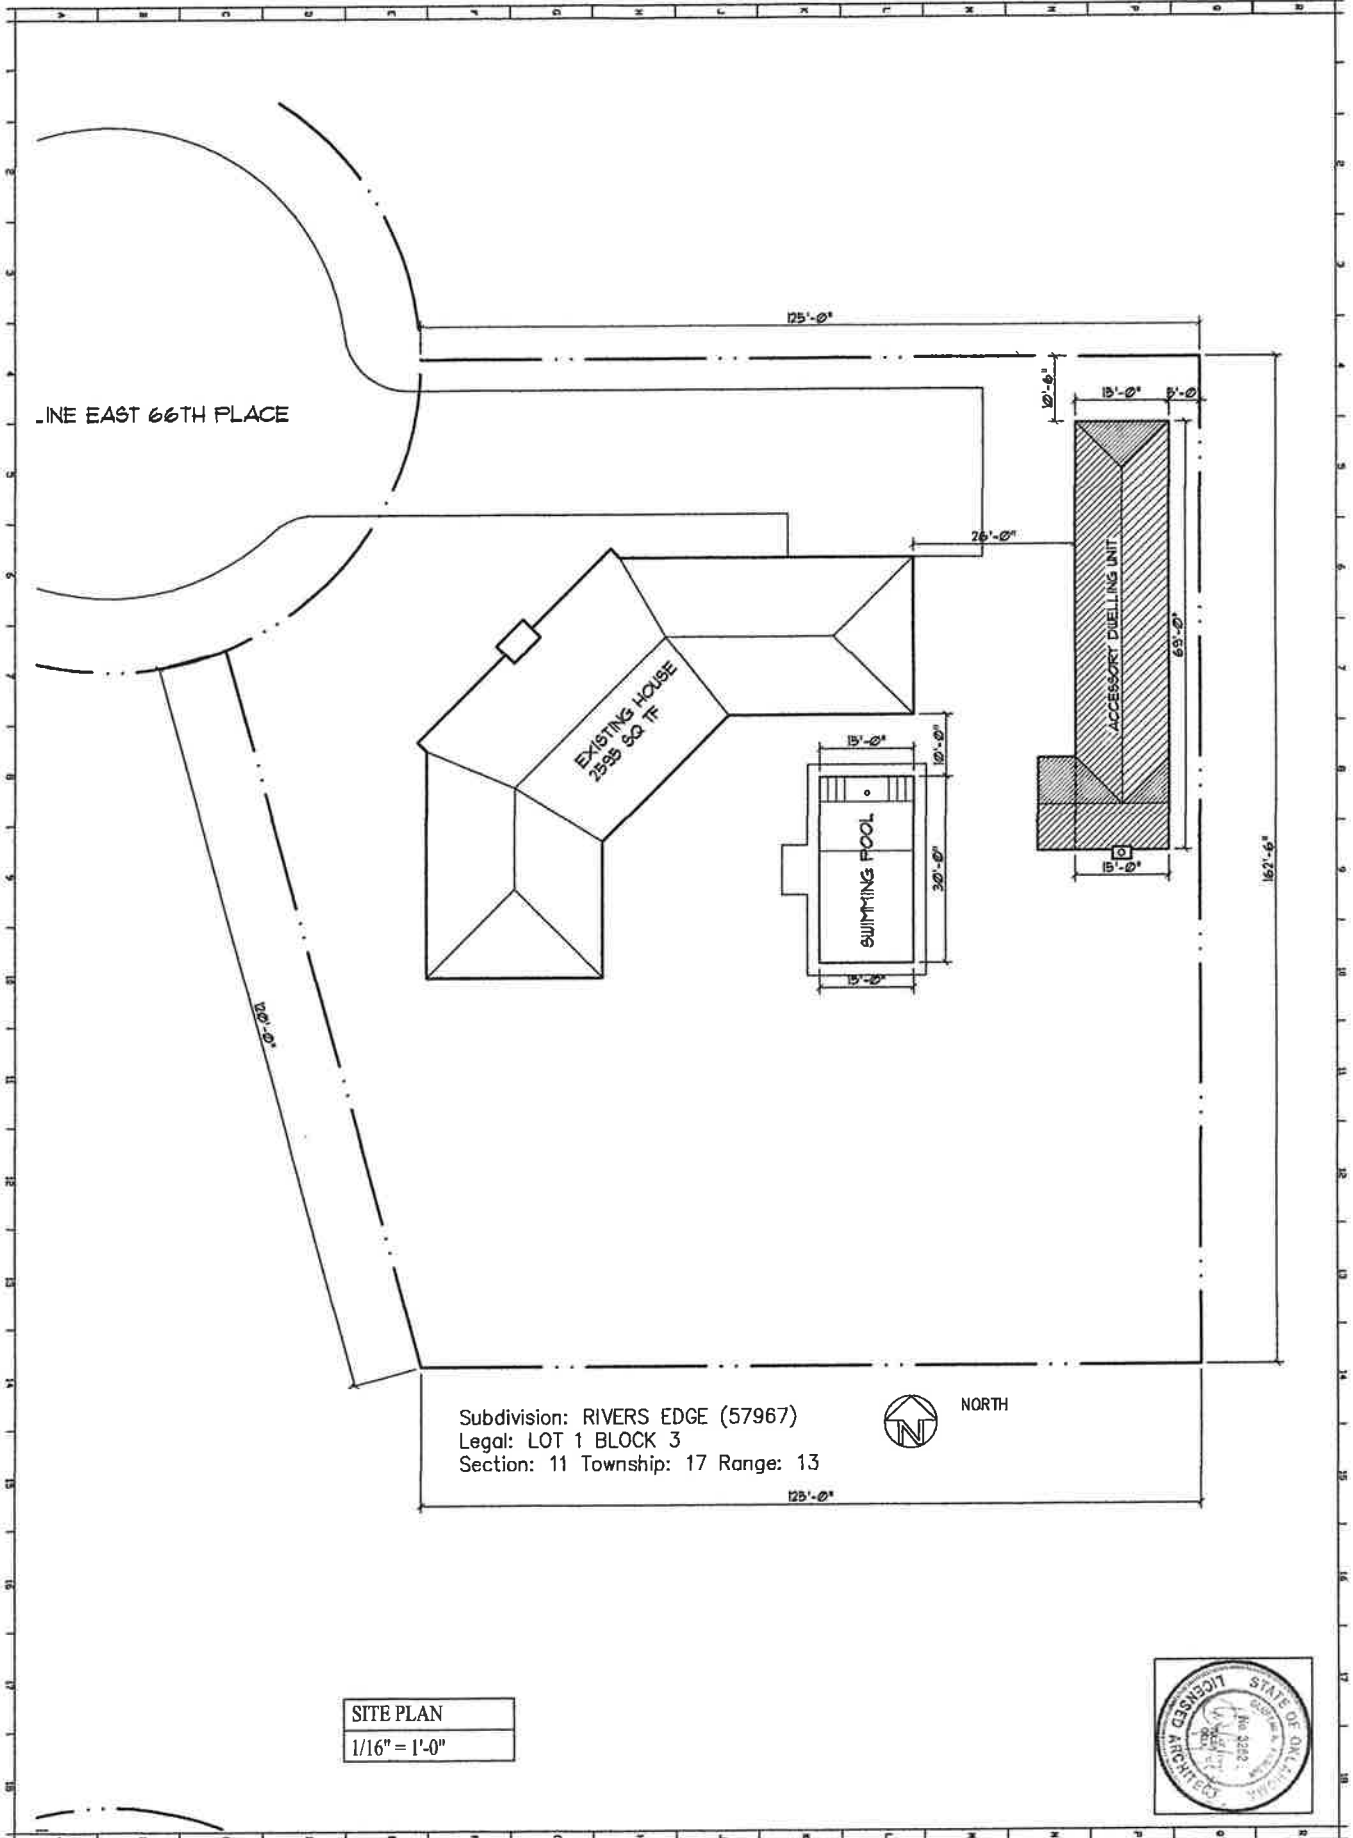 125'-0"
10'-6"
15'-0"
5'-0
-INE EAST 66TH PLACE
26'-0"
ACCESSORY DWELLING UNIT
69'-0"
EXISTING HOUSE
2595 SQ TF
15'-0"
10'-0"
SWIMMING POOL
30'-0"
15'-0"
15'-0"
162'-6"
120'-0"
Subdivision: RIVERS EDGE (57967)
Legal: LOT 1 BLOCK 3
Section: 11 Township: 17 Range: 13
N
NORTH
125'-0"
SITE PLAN
1/16" = 1'-0"
STATE OF OKLAHOMA
LICENSED ARCHITECT